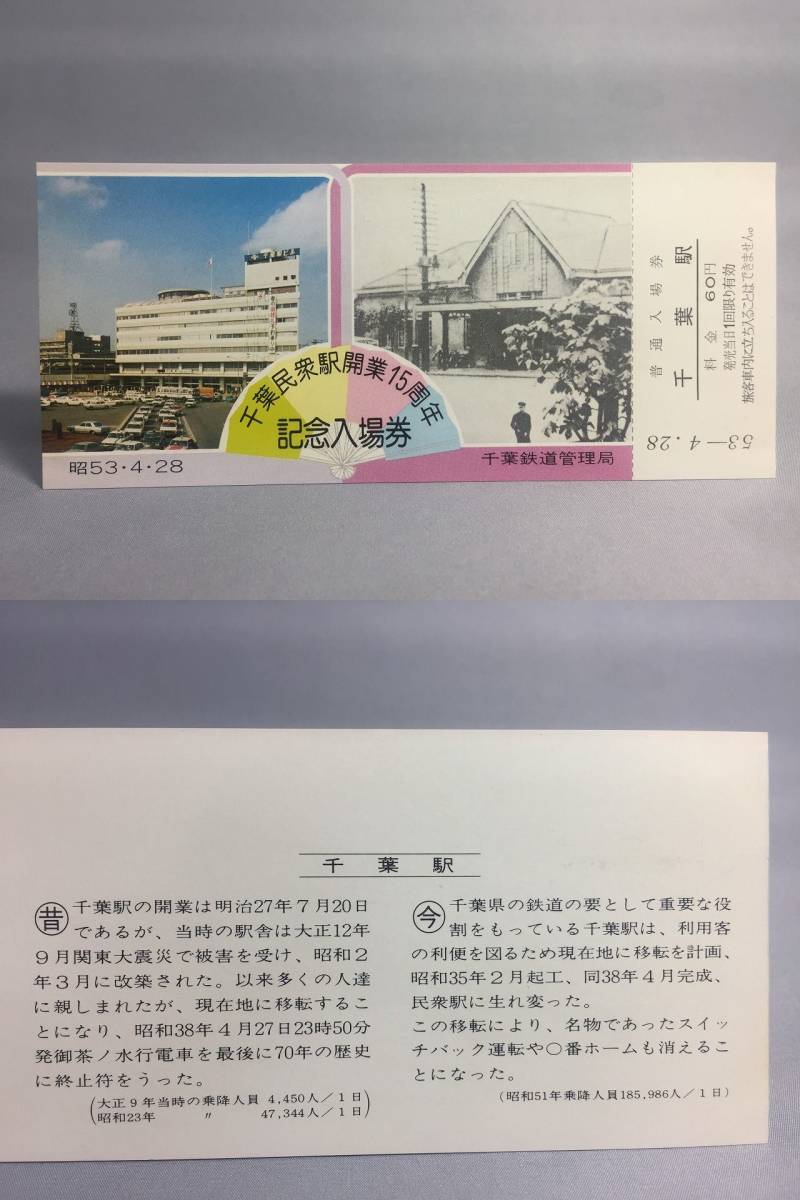 千葉民衆駅開業15周年
記念入場券
昭53・4・28
千葉鉄道管理局
普通入場券
千葉駅
料金 60円
発売当日1回限り有効
旅客車内に立ち入ることはできません。
53-4.28
千葉駅
昔 千葉駅の開業は明治27年7月20日
であるが、当時の駅舎は大正12年
9月関東大震災で被害を受け、昭和2
年3月に改築された。以来多くの人達
に親しまれたが、現在地に移転するこ
とになり、昭和38年4月27日23時50分
発御茶ノ水行電車を最後に70年の歴史
に終止符をうった。
(大正9年当時の乗降人員 4,450人/1日
昭和23年 〃 47,344人/1日)
今 千葉県の鉄道の要として重要な役
割をもっている千葉駅は、利用客
の利便を図るため現在地に移転を計画、
昭和35年2月起工、同38年4月完成、
民衆駅に生れ変った。
この移転により、名物であったスイッ
チバック運転や〇番ホームも消えるこ
とになった。
(昭和51年乗降人員185,986人/1日)